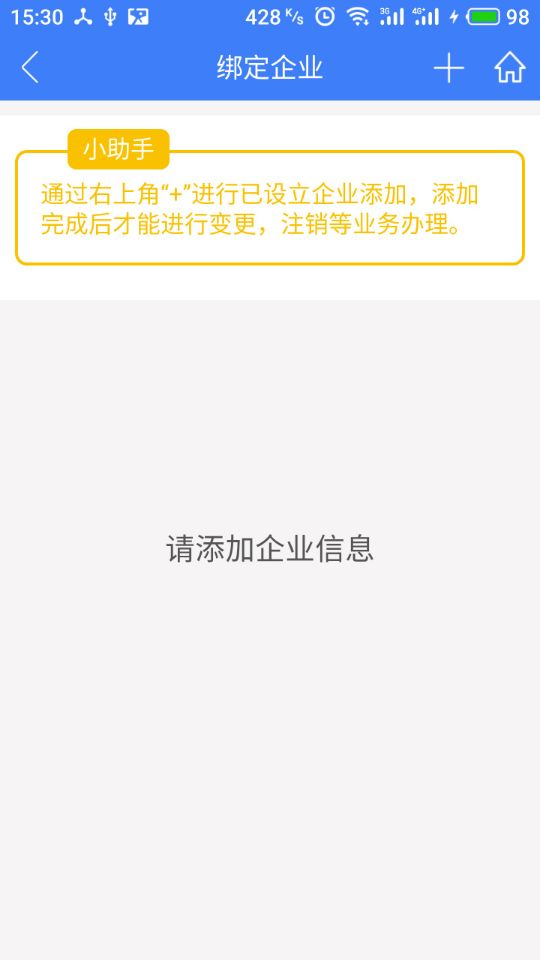 15:30 428 K/s 3G 4G+ 98
绑定企业
小助手
通过右上角“+”进行已设立企业添加，添加
完成后才能进行变更，注销等业务办理。
请添加企业信息